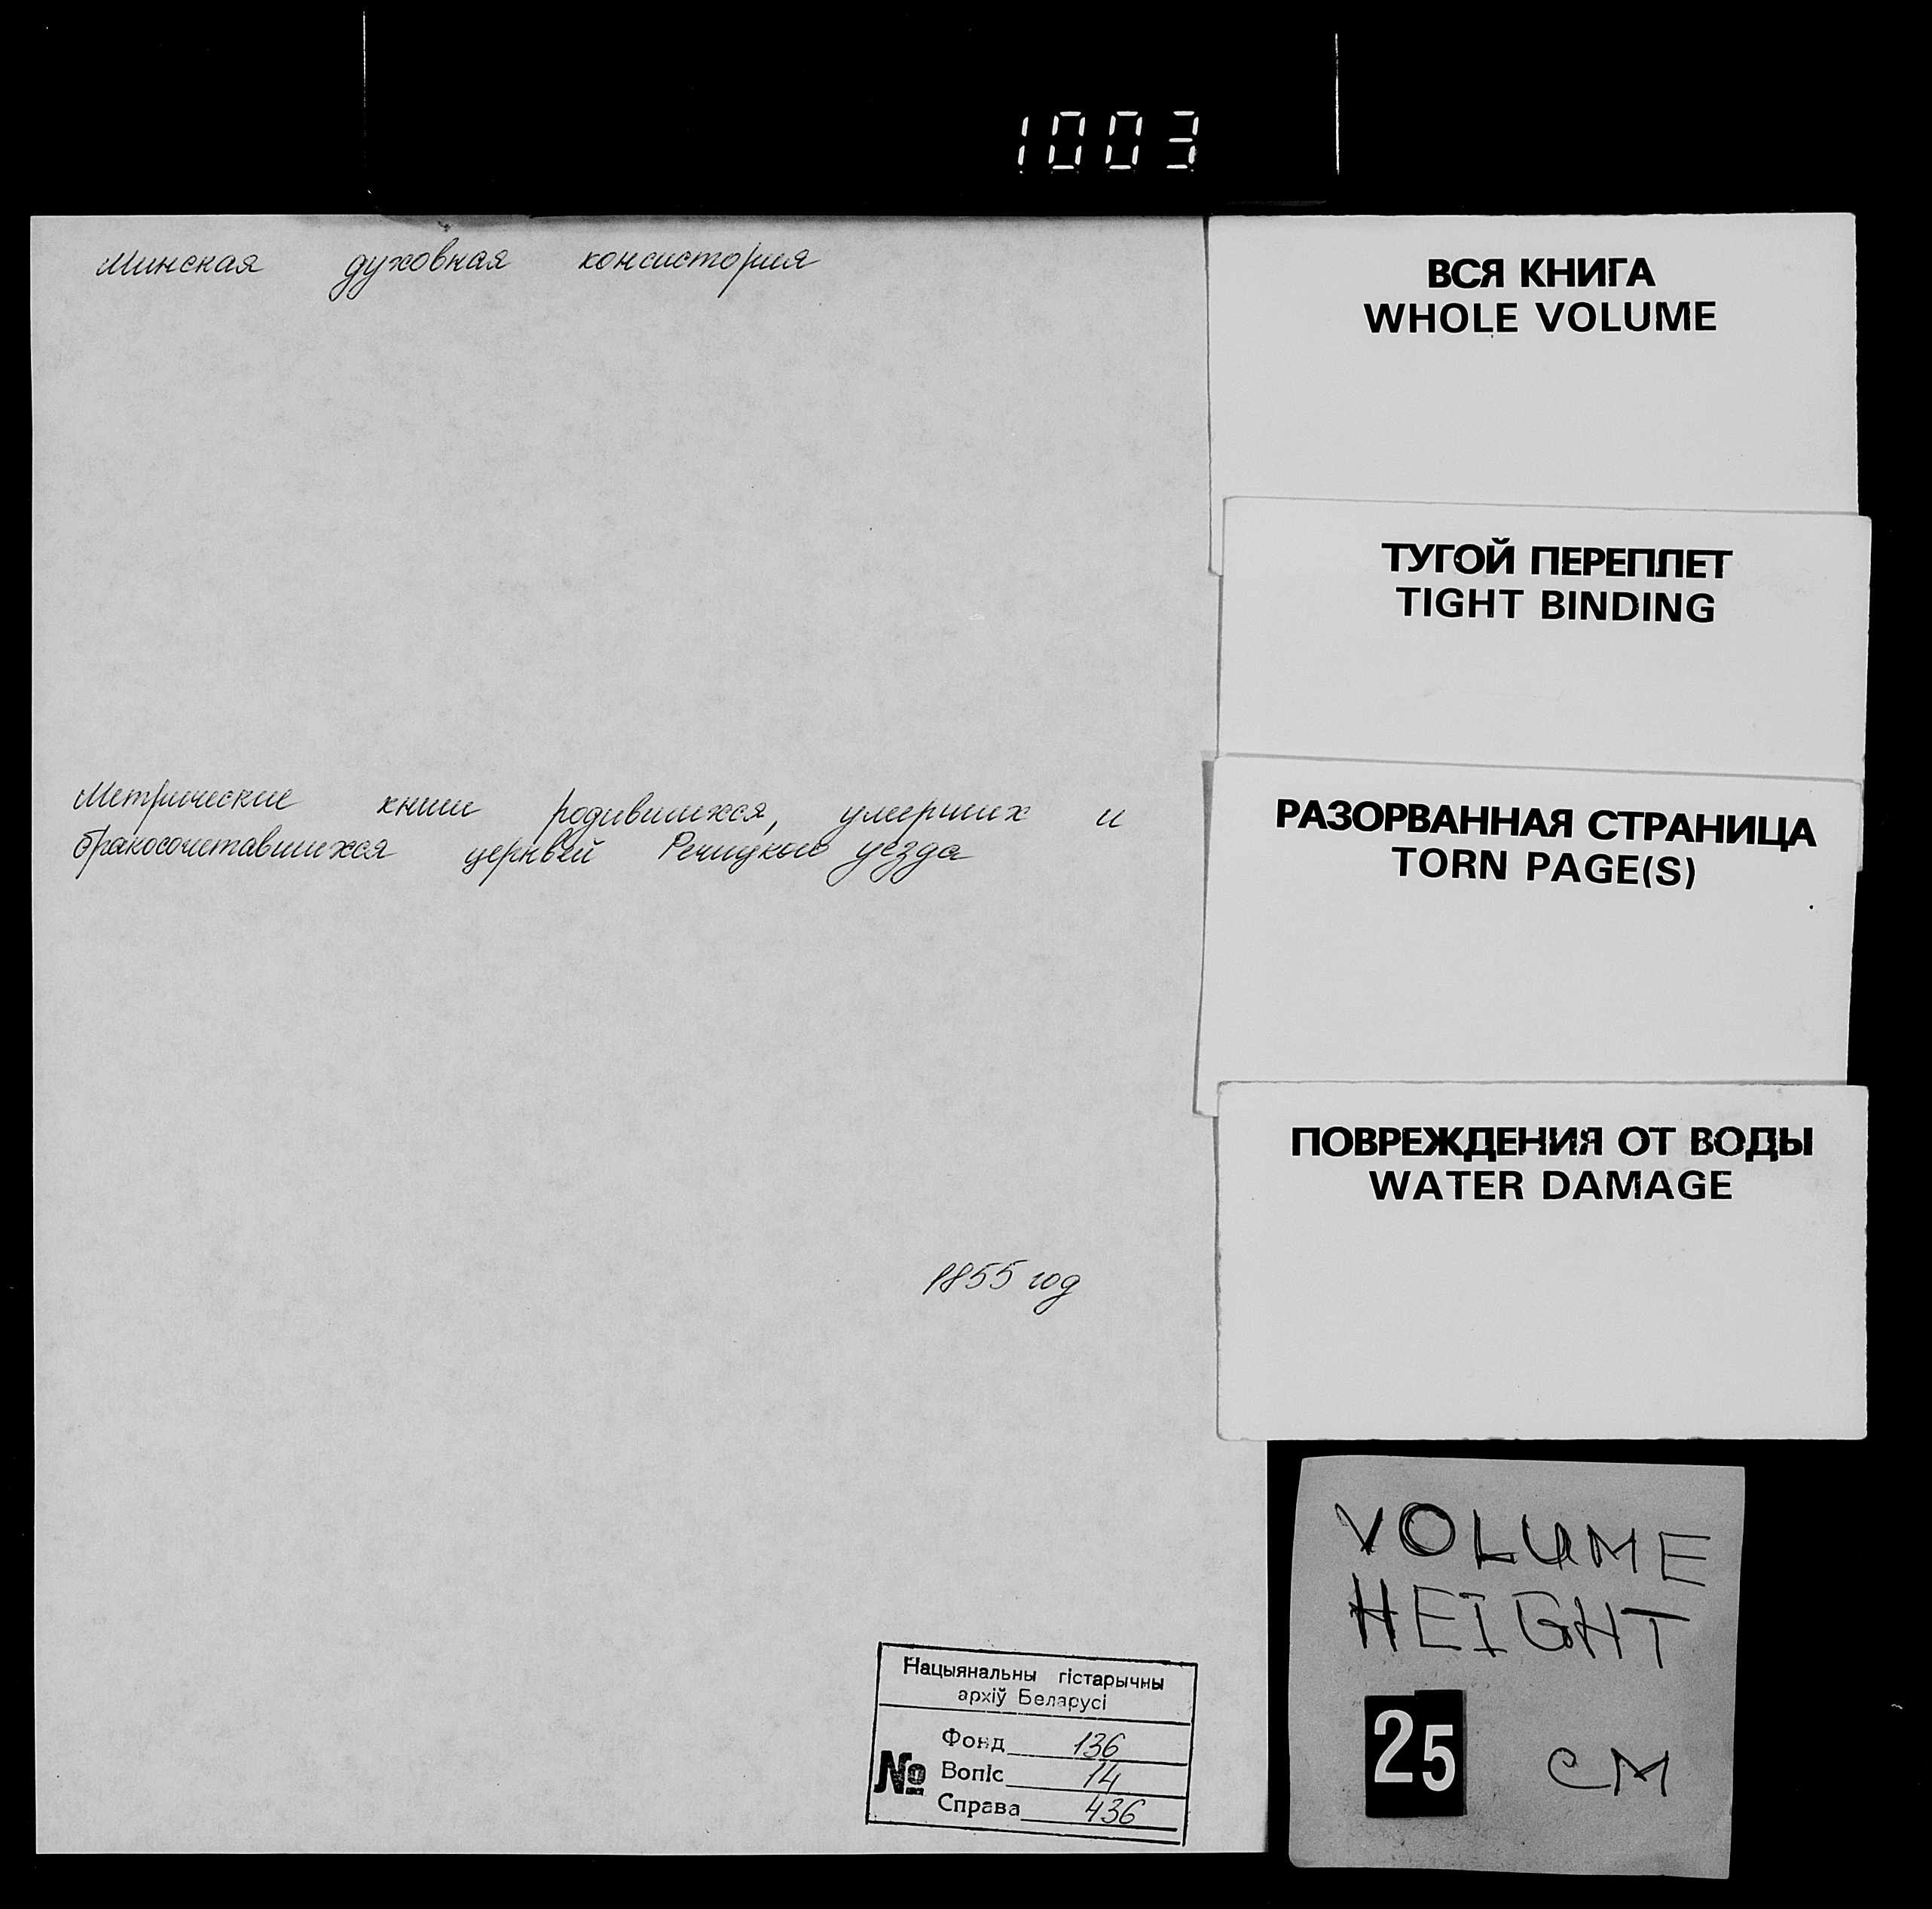 1003
Минская духовная консистория
Метрические книги родившихся, умерших и
бракосочетавшихся церквей Речицкого уезда
1855 год
Нацыянальны гістарычны
архіў Беларусі
Фонд 136
№ Вопіс 14
Справа 436
ВСЯ КНИГА
WHOLE VOLUME
ТУГОЙ ПЕРЕПЛЕТ
TIGHT BINDING
РАЗОРВАННАЯ СТРАНИЦА
TORN PAGE(S)
ПОВРЕЖДЕНИЯ ОТ ВОДЫ
WATER DAMAGE
VOLUME
HEIGHT
25 CM